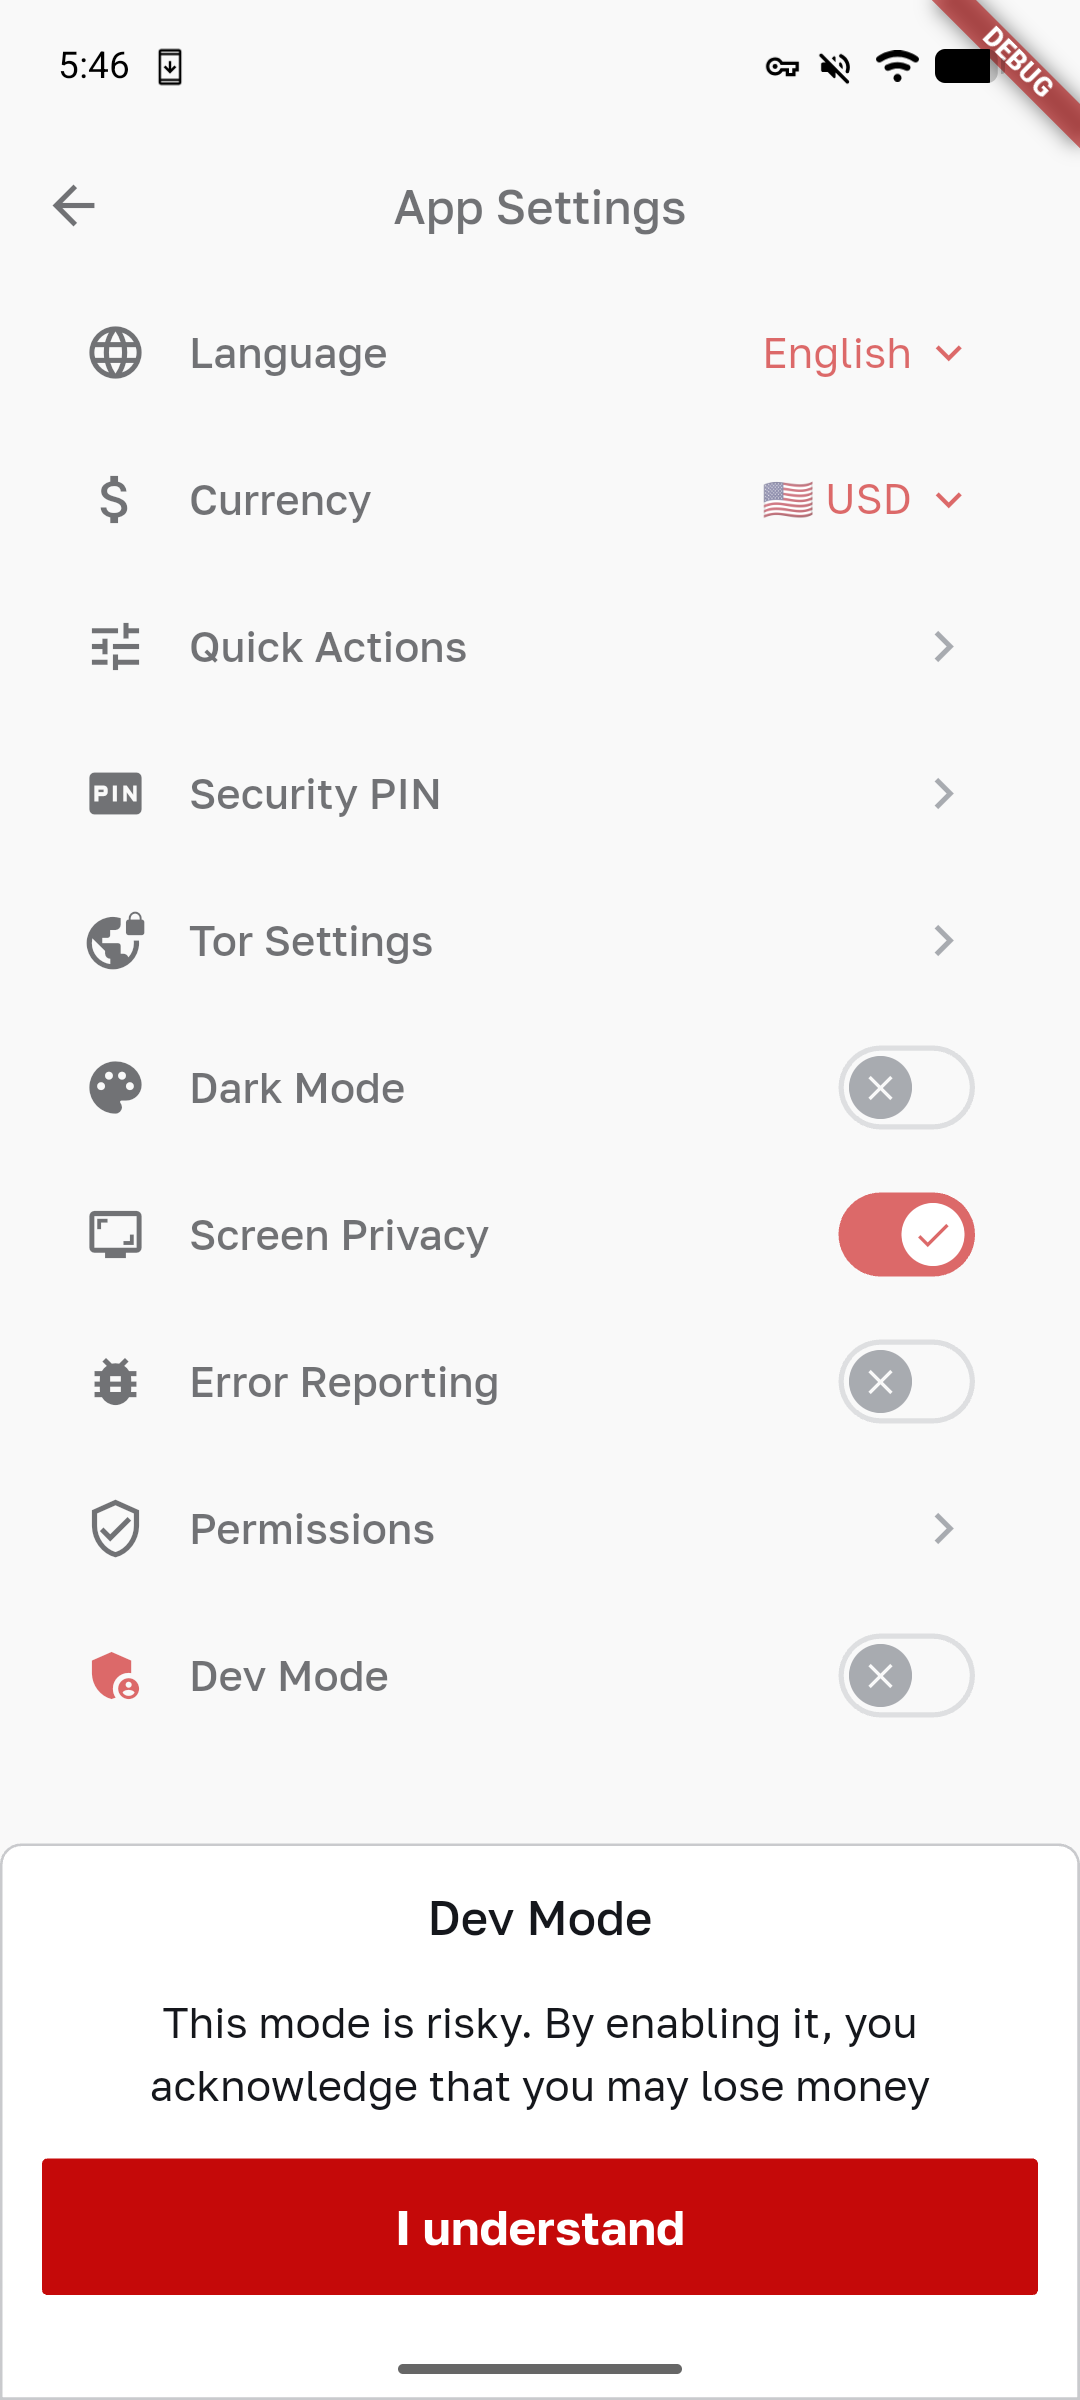 5:46
DEBUG
App Settings
Language
English
Currency
🇺🇸 USD
Quick Actions
PIN
Security PIN
Tor Settings
Dark Mode
Screen Privacy
Error Reporting
Permissions
Dev Mode
Dev Mode
This mode is risky. By enabling it, you
acknowledge that you may lose money
I understand